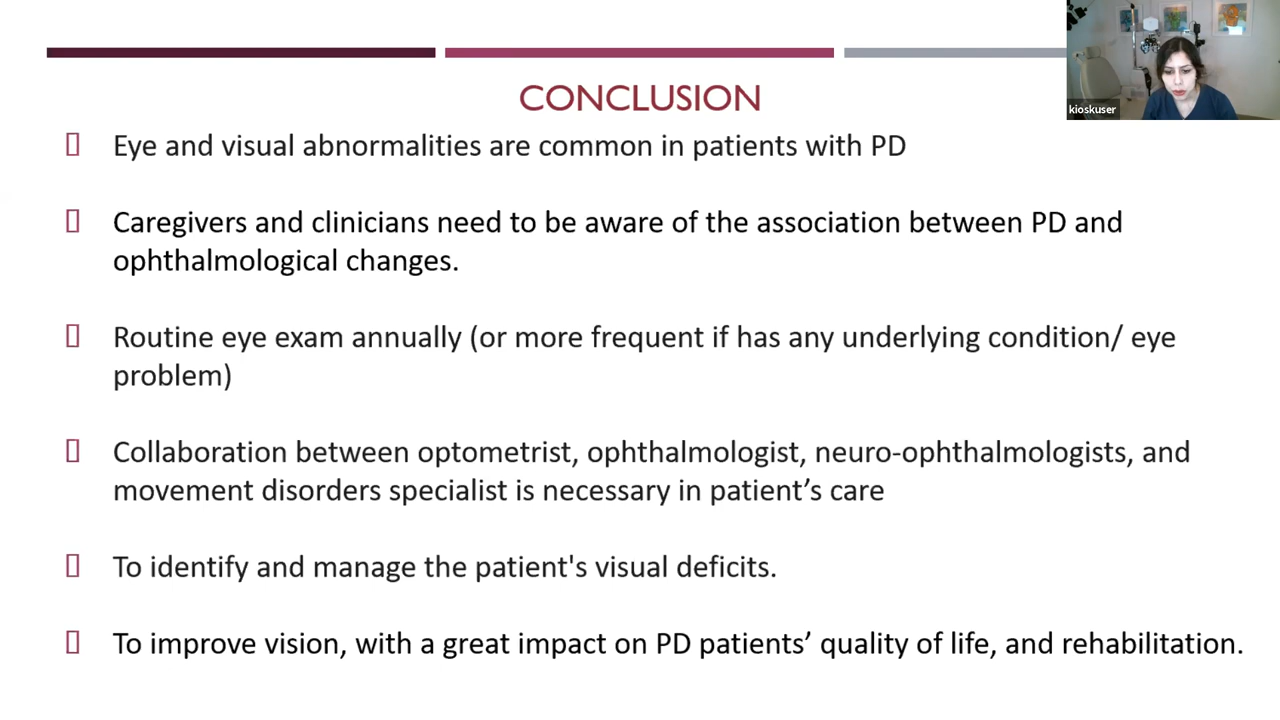 CONCLUSION
kioskuser
Eye and visual abnormalities are common in patients with PD
Caregivers and clinicians need to be aware of the association between PD and
ophthalmological changes.
Routine eye exam annually (or more frequent if has any underlying condition/ eye
problem)
Collaboration between optometrist, ophthalmologist, neuro-ophthalmologists, and
movement disorders specialist is necessary in patient’s care
To identify and manage the patient's visual deficits.
To improve vision, with a great impact on PD patients’ quality of life, and rehabilitation.